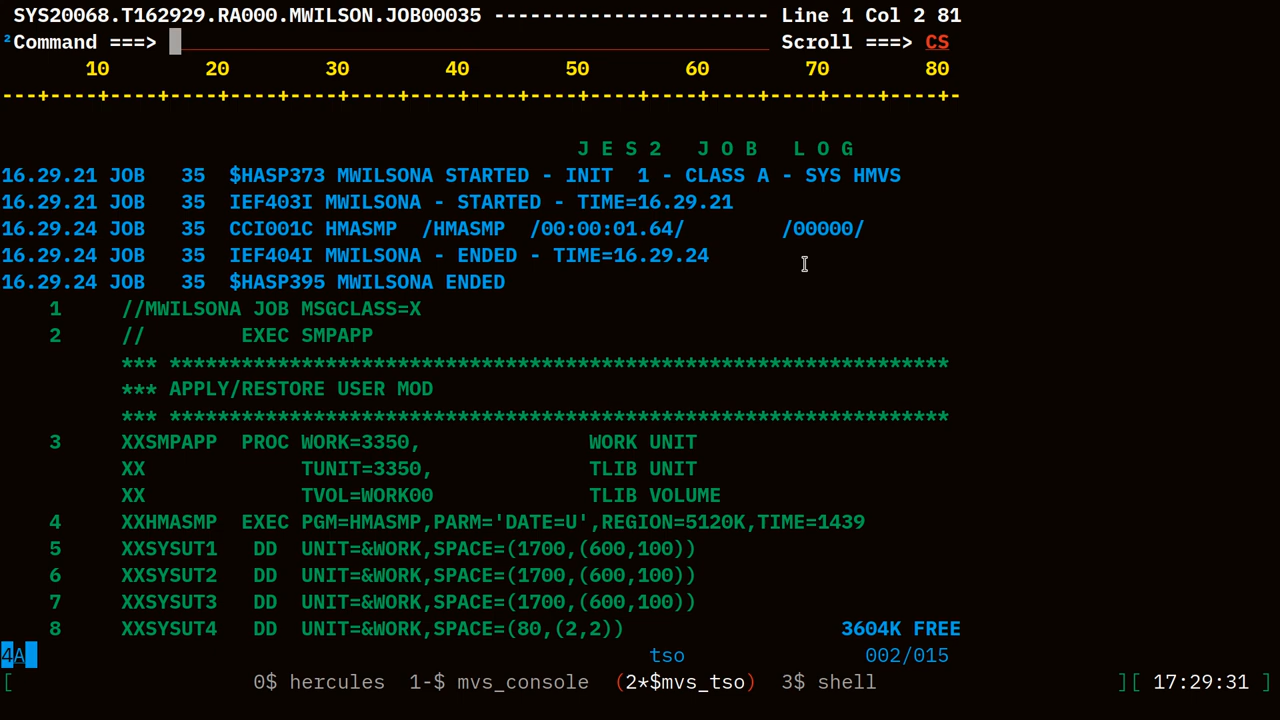 SYS20068.T162929.RA000.MWILSON.JOB00035 ----------------------- Line 1 Col 2 81
²Command ===> Scroll ===> CS
10 20 30 40 50 60 70 80
---+----+----+----+----+----+----+----+----+----+----+----+----+----+----+----+-
J E S 2 J O B L O G
16.29.21 JOB 35 $HASP373 MWILSONA STARTED - INIT 1 - CLASS A - SYS HMVS
16.29.21 JOB 35 IEF403I MWILSONA - STARTED - TIME=16.29.21
16.29.24 JOB 35 CCI001C HMASMP /HMASMP /00:00:01.64/ /00000/
16.29.24 JOB 35 IEF404I MWILSONA - ENDED - TIME=16.29.24
16.29.24 JOB 35 $HASP395 MWILSONA ENDED
1 //MWILSONA JOB MSGCLASS=X
2 // EXEC SMPAPP
*** *****************************************************************
*** APPLY/RESTORE USER MOD
*** *****************************************************************
3 XXSMPAPP PROC WORK=3350, WORK UNIT
XX TUNIT=3350, TLIB UNIT
XX TVOL=WORK00 TLIB VOLUME
4 XXHMASMP EXEC PGM=HMASMP,PARM='DATE=U',REGION=5120K,TIME=1439
5 XXSYSUT1 DD UNIT=&WORK,SPACE=(1700,(600,100))
6 XXSYSUT2 DD UNIT=&WORK,SPACE=(1700,(600,100))
7 XXSYSUT3 DD UNIT=&WORK,SPACE=(1700,(600,100))
8 XXSYSUT4 DD UNIT=&WORK,SPACE=(80,(2,2)) 3604K FREE
4A tso 002/015
[ 0$ hercules 1-$ mvs_console (2*$mvs_tso) 3$ shell ][ 17:29:31 ]